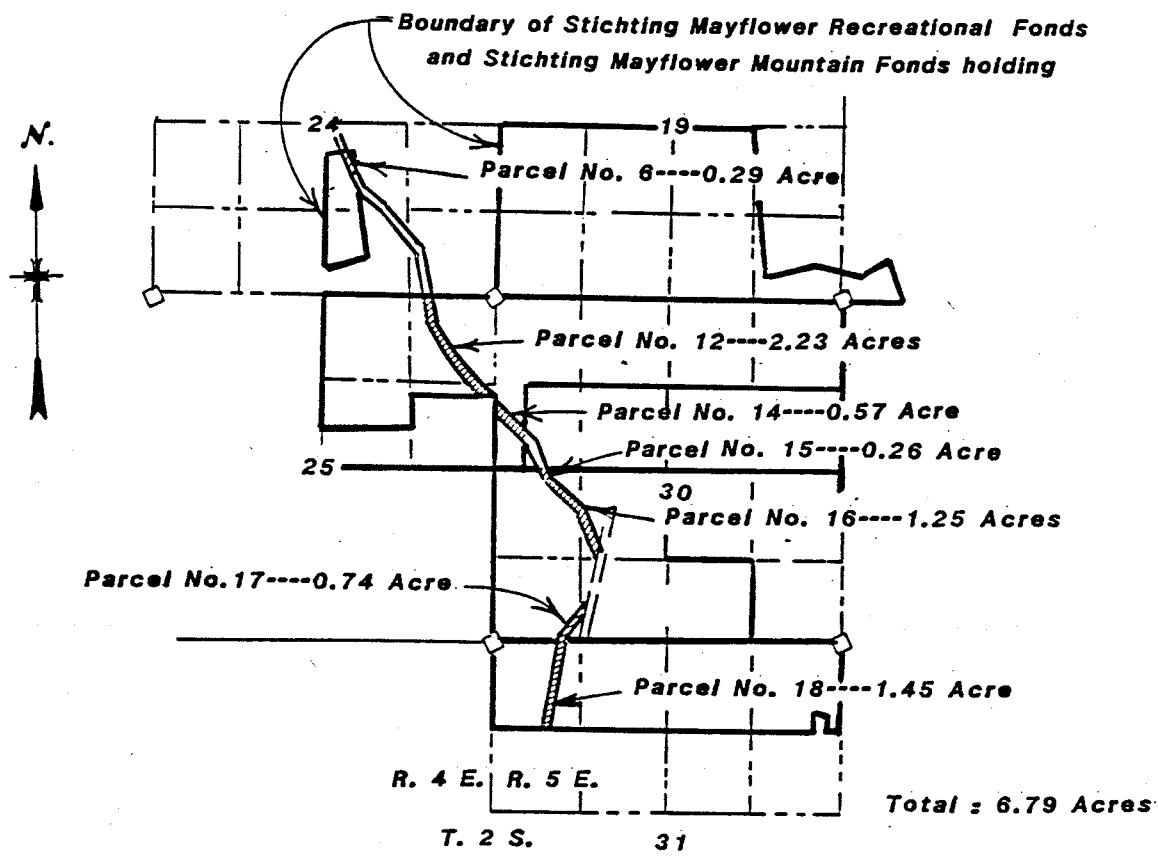 Boundary of Stichting Mayflower Recreational Fonds
and Stichting Mayflower Mountain Fonds holding
N.
24
19
Parcel No. 6----0.29 Acre
Parcel No. 12----2.23 Acres
Parcel No. 14----0.57 Acre
Parcel No. 15----0.26 Acre
25
30
Parcel No. 16----1.25 Acres
Parcel No.17----0.74 Acre
Parcel No. 18----1.45 Acre
R. 4 E. R. 5 E.
Total : 6.79 Acres
T. 2 S.
31